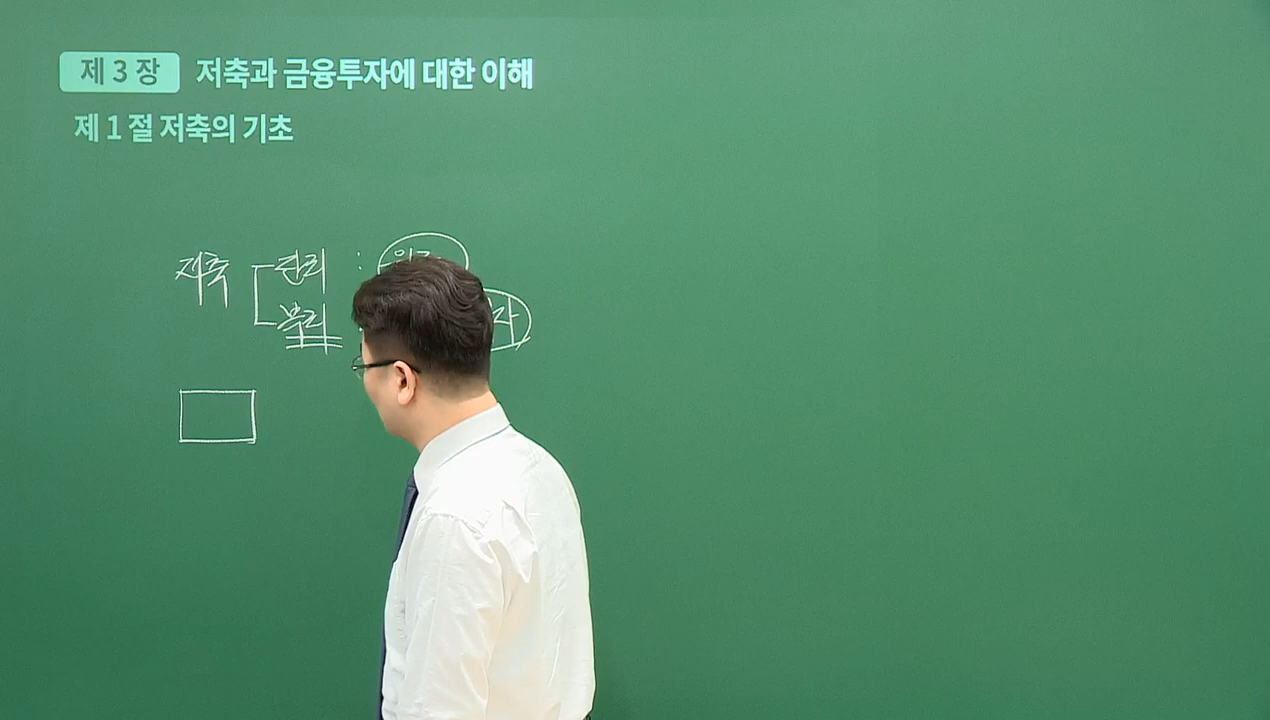 제 3 장 저축과 금융투자에 대한 이해
제 1 절 저축의 기초
저축
단리 :
복리 자